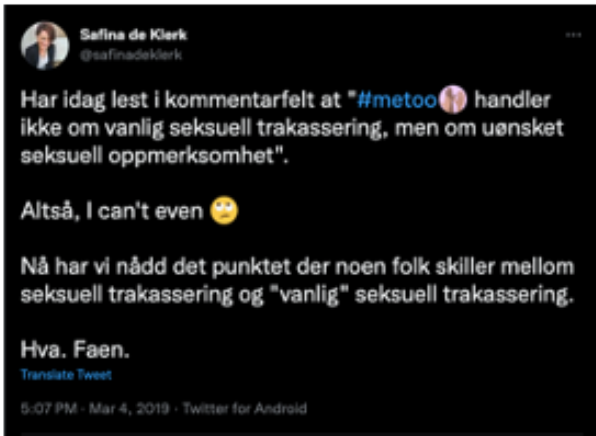 Safina de Klerk
@safinadeklerk
Har idag lest i kommentarfelt at "#metoo handler
ikke om vanlig seksuell trakassering, men om uønsket
seksuell oppmerksomhet".
Altså, I can't even 🙄
Nå har vi nådd det punktet der noen folk skiller mellom
seksuell trakassering og "vanlig" seksuell trakassering.
Hva. Faen.
Translate Tweet
5:07 PM · Mar 4, 2019 · Twitter for Android